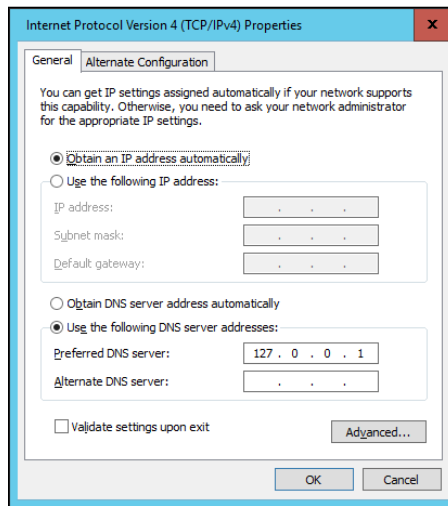 Internet Protocol Version 4 (TCP/IPv4) Properties
x
General
Alternate Configuration
You can get IP settings assigned automatically if your network supports
this capability. Otherwise, you need to ask your network administrator
for the appropriate IP settings.
Obtain an IP address automatically
Use the following IP address:
IP address: . . .
Subnet mask: . . .
Default gateway: . . .
Obtain DNS server address automatically
Use the following DNS server addresses:
Preferred DNS server: 127 . 0 . 0 . 1
Alternate DNS server: . . .
Validate settings upon exit
Advanced...
OK
Cancel